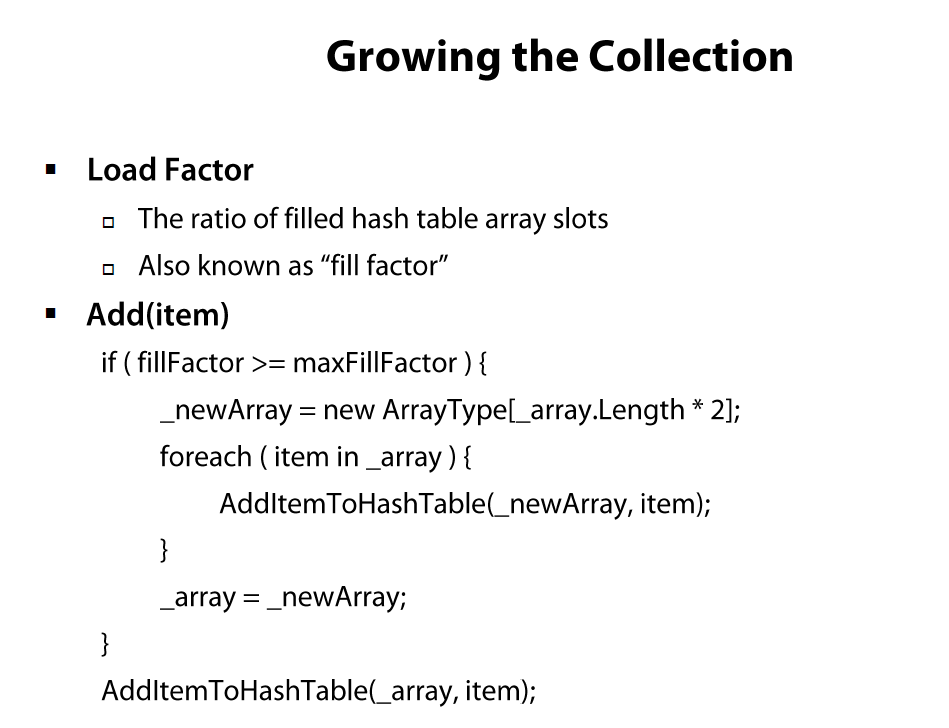 Growing the Collection
Load Factor
The ratio of filled hash table array slots
Also known as “fill factor”
Add(item)
if ( fillFactor >= maxFillFactor ) {
_newArray = new ArrayType[_array.Length * 2];
foreach ( item in _array ) {
AddItemToHashTable(_newArray, item);
}
_array = _newArray;
}
AddItemToHashTable(_array, item);